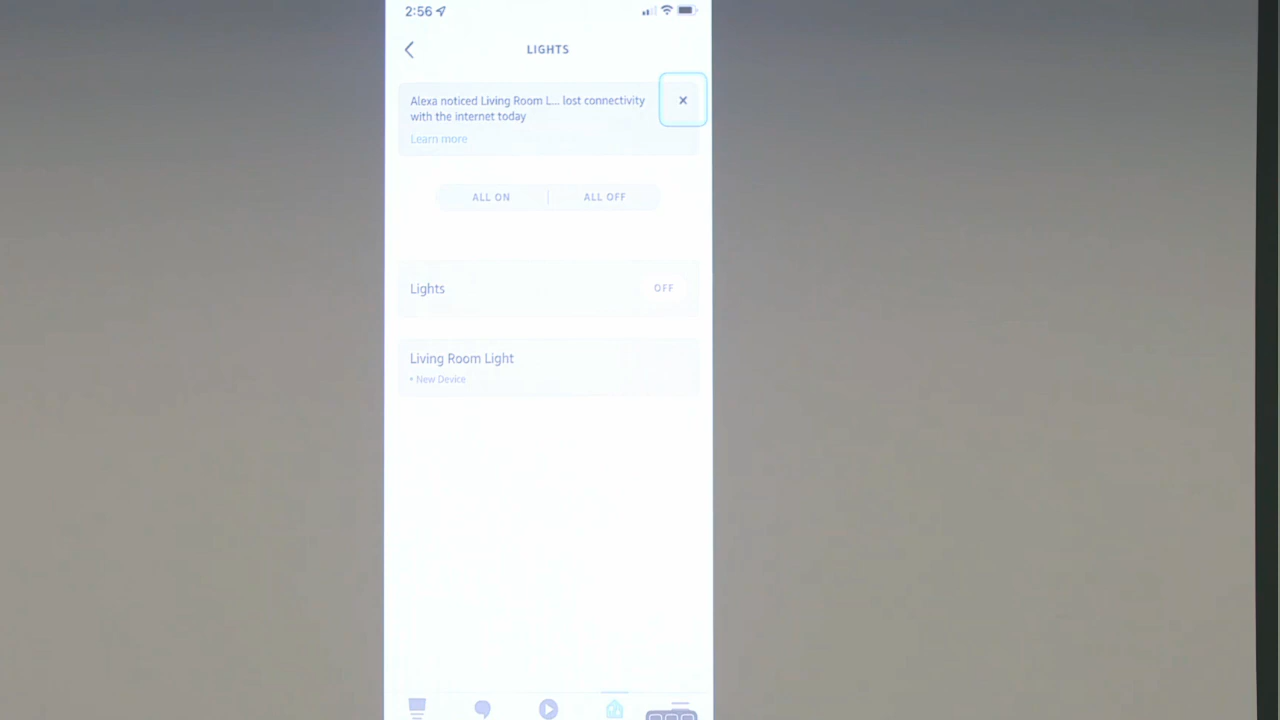 2:56
LIGHTS
Alexa noticed Living Room L... lost connectivity
with the internet today
Learn more
ALL ON
ALL OFF
Lights
OFF
Living Room Light
• New Device